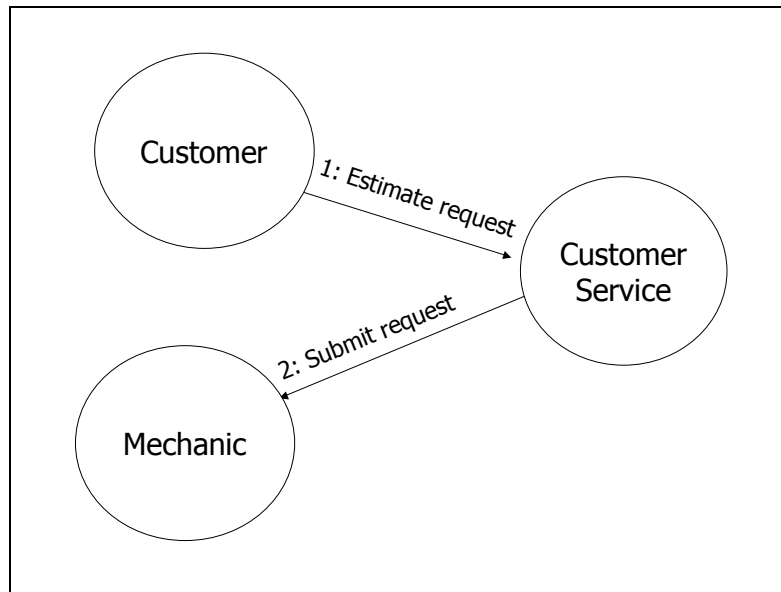 Customer
1: Estimate request
Customer
Service
2: Submit request
Mechanic